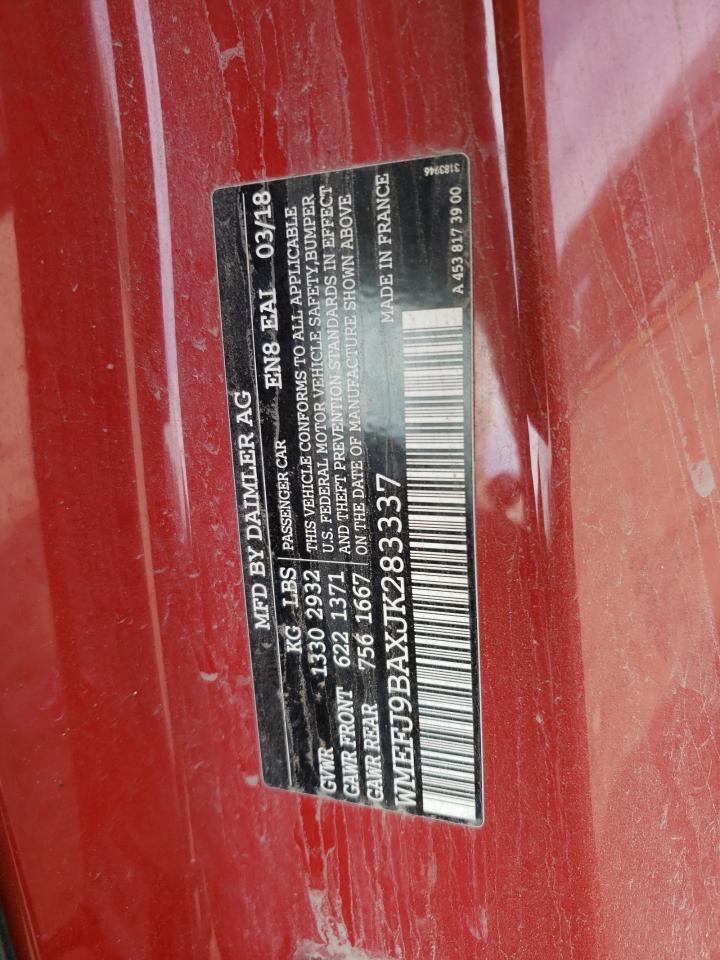 MFD BY DAIMLER AG EN8 EAL 03/18
KG LBS PASSENGER CAR
GVWR 1330 2932 THIS VEHICLE CONFORMS TO ALL APPLICABLE
GAWR FRONT 622 1371 U.S. FEDERAL MOTOR VEHICLE SAFETY,BUMPER
GAWR REAR 756 1667 AND THEFT PREVENTION STANDARDS IN EFFECT
ON THE DATE OF MANUFACTURE SHOWN ABOVE
WMEFJ9BAXJK283337 MADE IN FRANCE
3183946
A 453 817 39 00